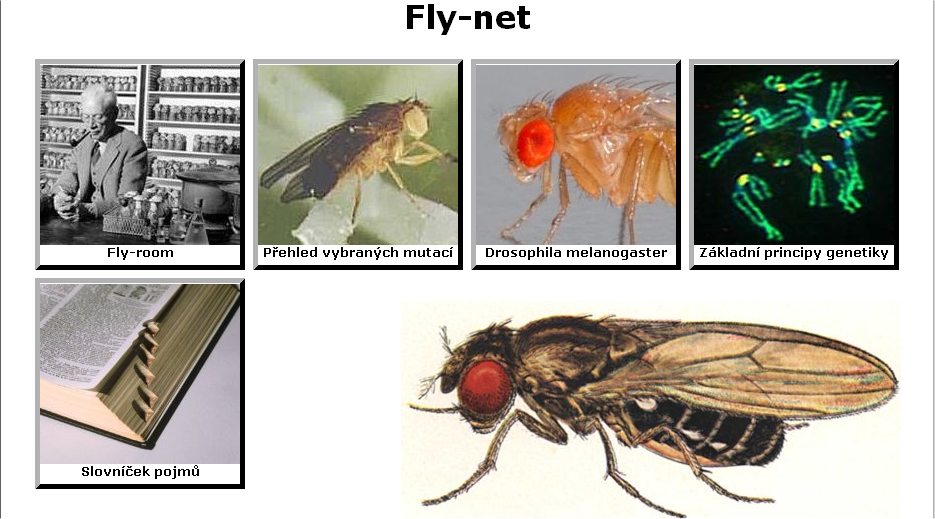 Fly-net
Fly-room
Přehled vybraných mutací
Drosophila melanogaster
Základní principy genetiky
Slovníček pojmů